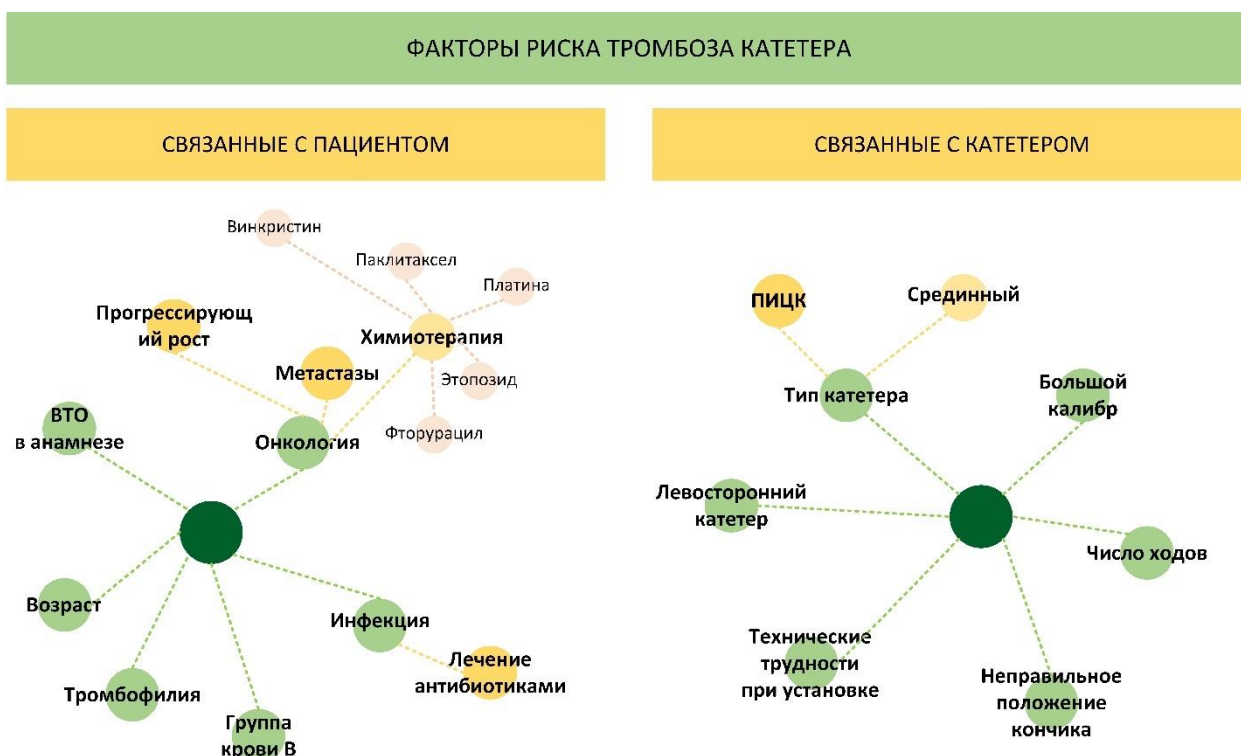 ФАКТОРЫ РИСКА ТРОМБОЗА КАТЕТЕРА
СВЯЗАННЫЕ С ПАЦИЕНТОМ
Винкристин
Паклитаксел
Платина
Прогрессирующ
ий рост
Химиотерапия
Метастазы
Этопозид
ВТО
в анамнезе
Онкология
Фторурацил
Возраст
Инфекция
Лечение
антибиотиками
Тромбофилия
Группа
крови В
СВЯЗАННЫЕ С КАТЕТЕРОМ
ПИЦК
Срединный
Тип катетера
Большой
калибр
Левосторонний
катетер
Число ходов
Технические
трудности
при установке
Неправильное
положение
кончика